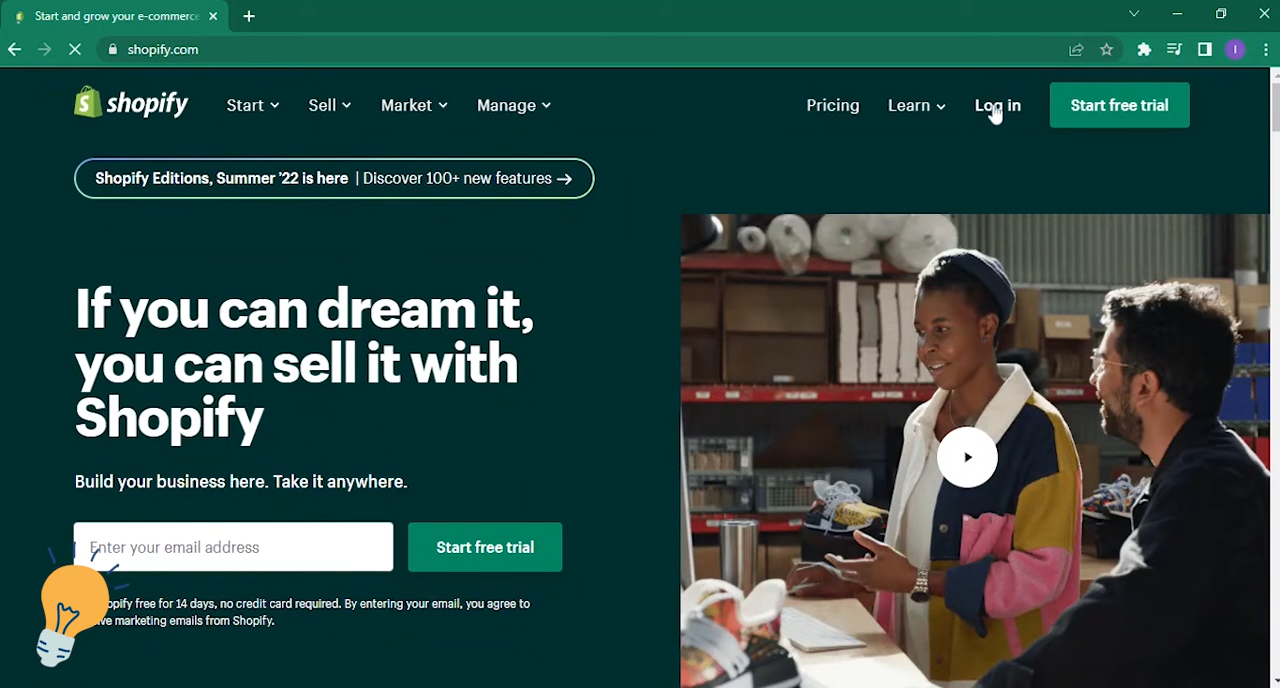 Start and grow your e-commerce
shopify.com
I
shopify
Start
Sell
Market
Manage
Pricing
Learn
Log in
Start free trial
Shopify Editions, Summer '22 is here | Discover 100+ new features →
If you can dream it,
you can sell it with
Shopify
Build your business here. Take it anywhere.
Enter your email address
Start free trial
free for 14 days, no credit card required. By entering your email, you agree to
marketing emails from Shopify.